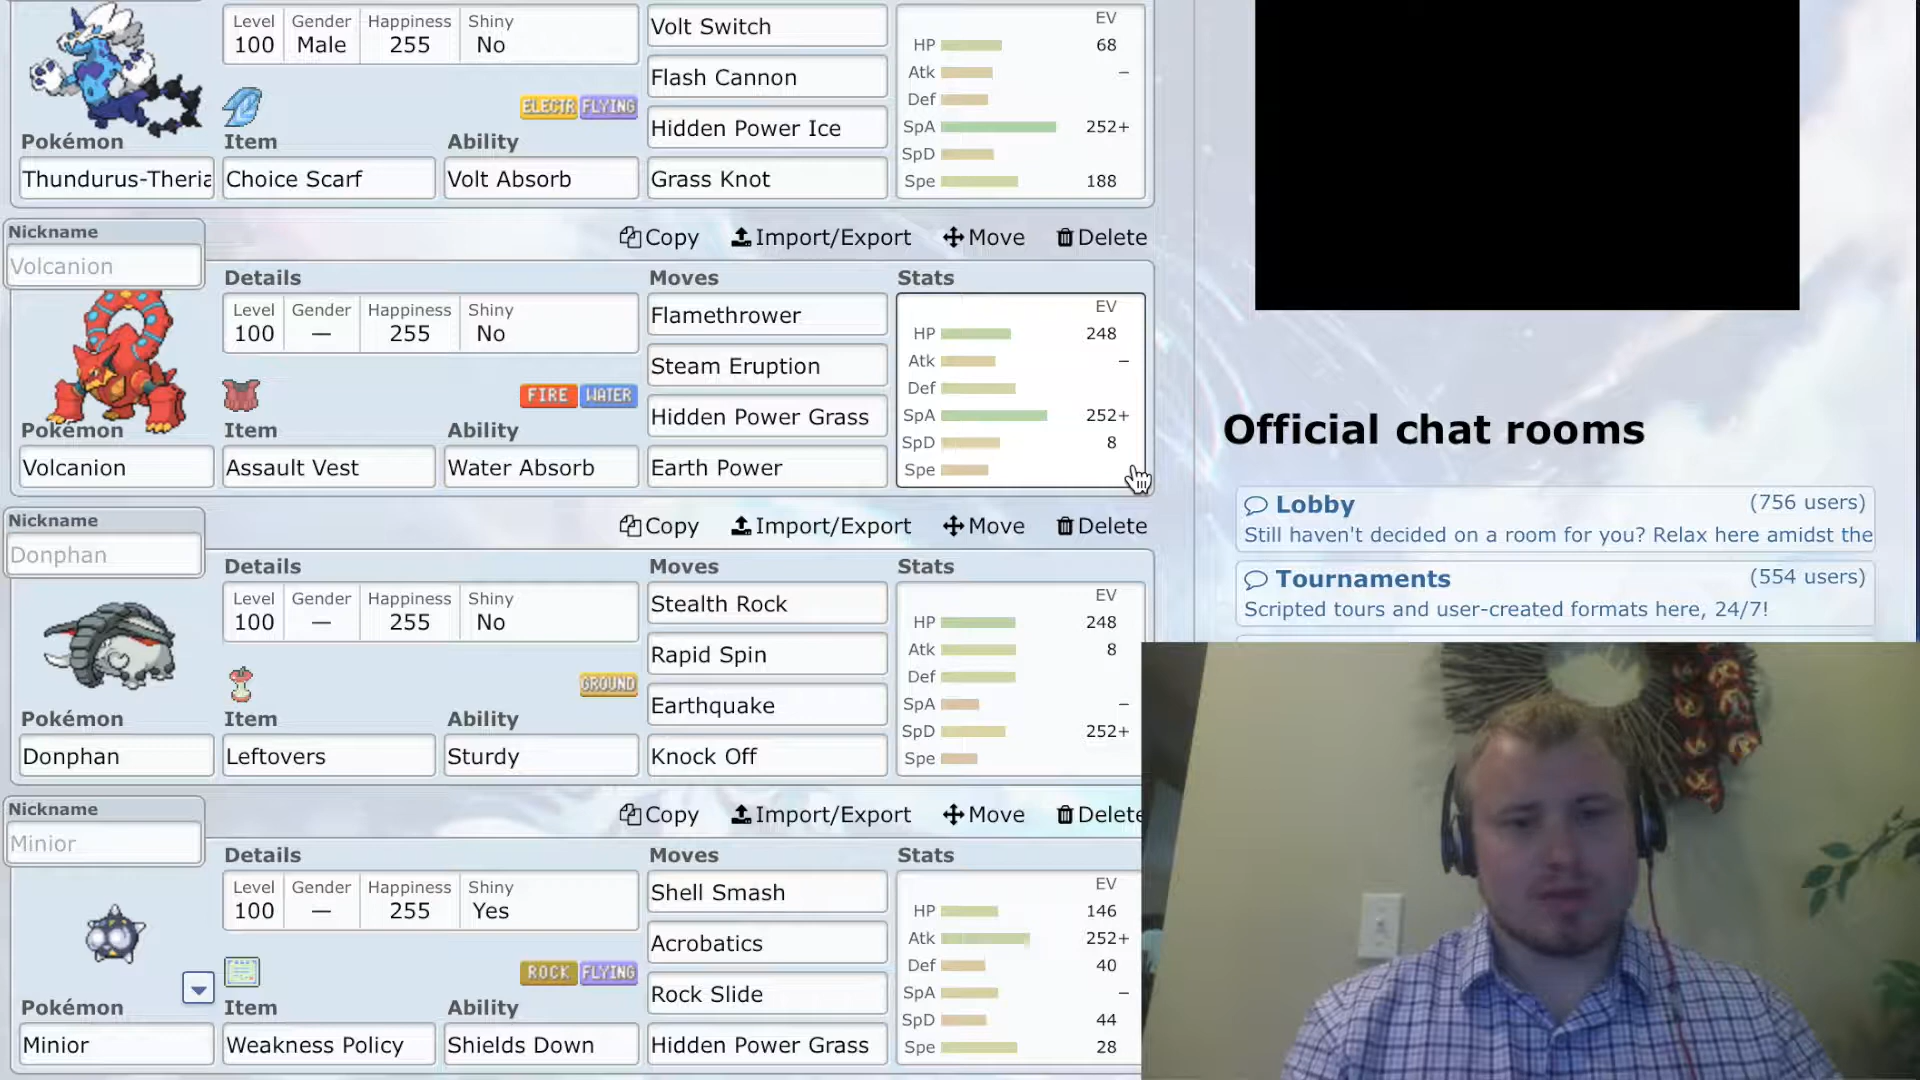 Level Gender Happiness Shiny
100 Male 255 No
Volt Switch
Flash Cannon
Hidden Power Ice
Grass Knot
EV
HP 68
Atk –
Def
SpA 252+
SpD
Spe 188
ELECTR FLYING
Pokémon Item Ability
Thundurus-Theria Choice Scarf Volt Absorb
Nickname
Volcanion
Copy Import/Export Move Delete
Details Moves Stats
Level Gender Happiness Shiny
100 — 255 No
Flamethrower
Steam Eruption
Hidden Power Grass
Earth Power
EV
HP 248
Atk –
Def
SpA 252+
SpD 8
Spe
FIRE WATER
Pokémon Item Ability
Volcanion Assault Vest Water Absorb
Nickname
Donphan
Copy Import/Export Move Delete
Details Moves Stats
Level Gender Happiness Shiny
100 — 255 No
Stealth Rock
Rapid Spin
Earthquake
Knock Off
EV
HP 248
Atk 8
Def
SpA –
SpD 252+
Spe
GROUND
Pokémon Item Ability
Donphan Leftovers Sturdy
Nickname
Minior
Copy Import/Export Move Delete
Details Moves Stats
Level Gender Happiness Shiny
100 — 255 Yes
Shell Smash
Acrobatics
Rock Slide
Hidden Power Grass
EV
HP 146
Atk 252+
Def 40
SpA –
SpD 44
Spe 28
ROCK FLYING
Pokémon Item Ability
Minior Weakness Policy Shields Down
Official chat rooms
Lobby (756 users)
Still haven't decided on a room for you? Relax here amidst the
Tournaments (554 users)
Scripted tours and user-created formats here, 24/7!